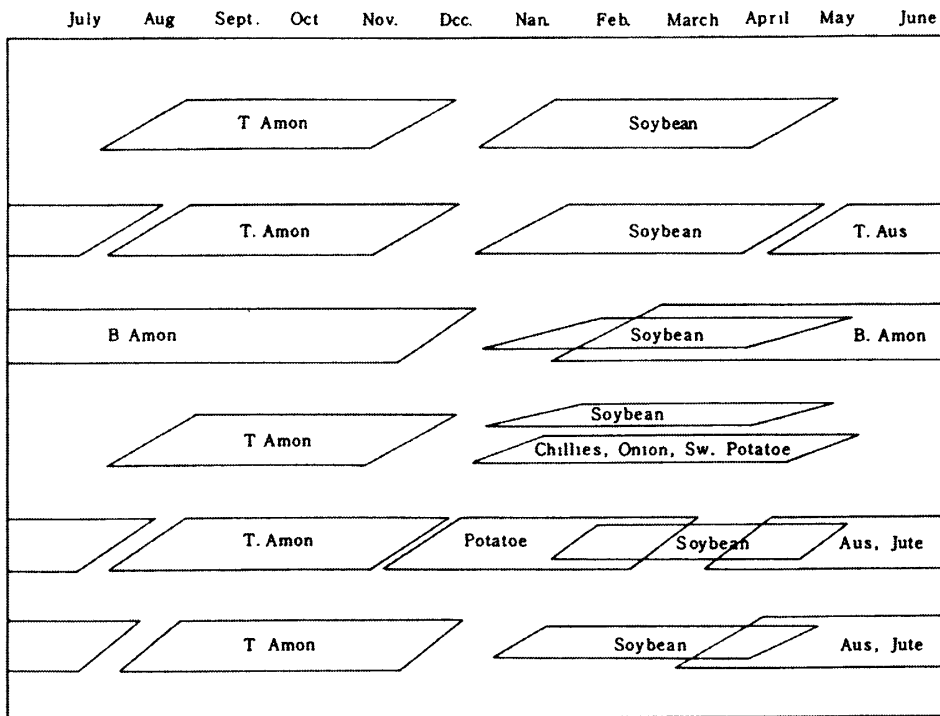 July Aug Sept. Oct Nov. Dcc. Nan. Feb. March April May June
T Amon Soybean
T. Amon Soybean T. Aus
B Amon Soybean B. Amon
Soybean
T Amon
Chillies, Onion, Sw. Potatoe
T. Amon Potatoe Soybean Aus, Jute
T Amon Soybean Aus, Jute